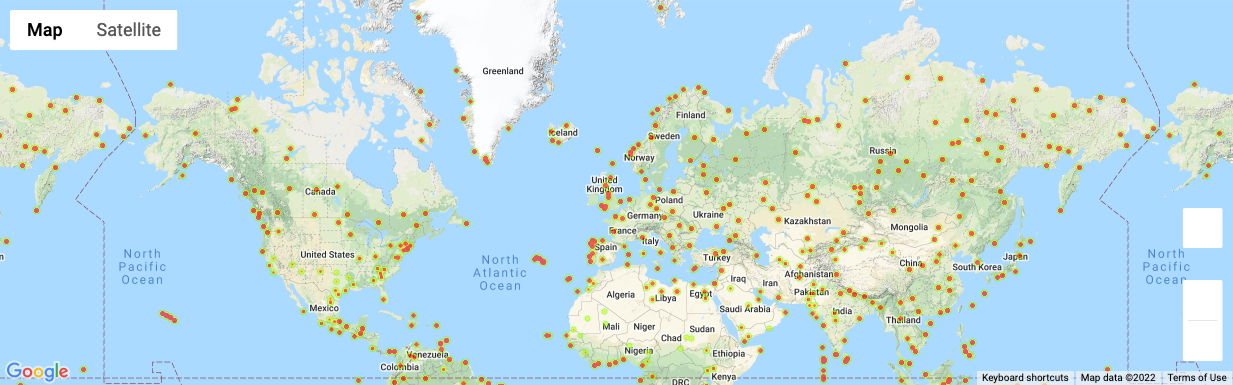 Map
Satellite
Greenland
Iceland
Finland
Sweden
Norway
Russia
United
Kingdom
Canada
Poland
Germany
Ukraine
Kazakhstan
France
Mongolia
North
Pacific
Ocean
United States
Italy
Spain
North
Atlantic
Ocean
Turkey
China
South Korea
Japan
North
Pacific
Ocean
Iraq
Iran
Afghanistan
Pakistan
Algeria
Libya
Egypt
Saudi Arabia
India
Mexico
Mali
Niger
Chad
Sudan
Thailand
Nigeria
Ethiopia
Venezuela
Colombia
Kenya
DRC
n
Google
Keyboard shortcuts
Map data ©2022
Terms of Use